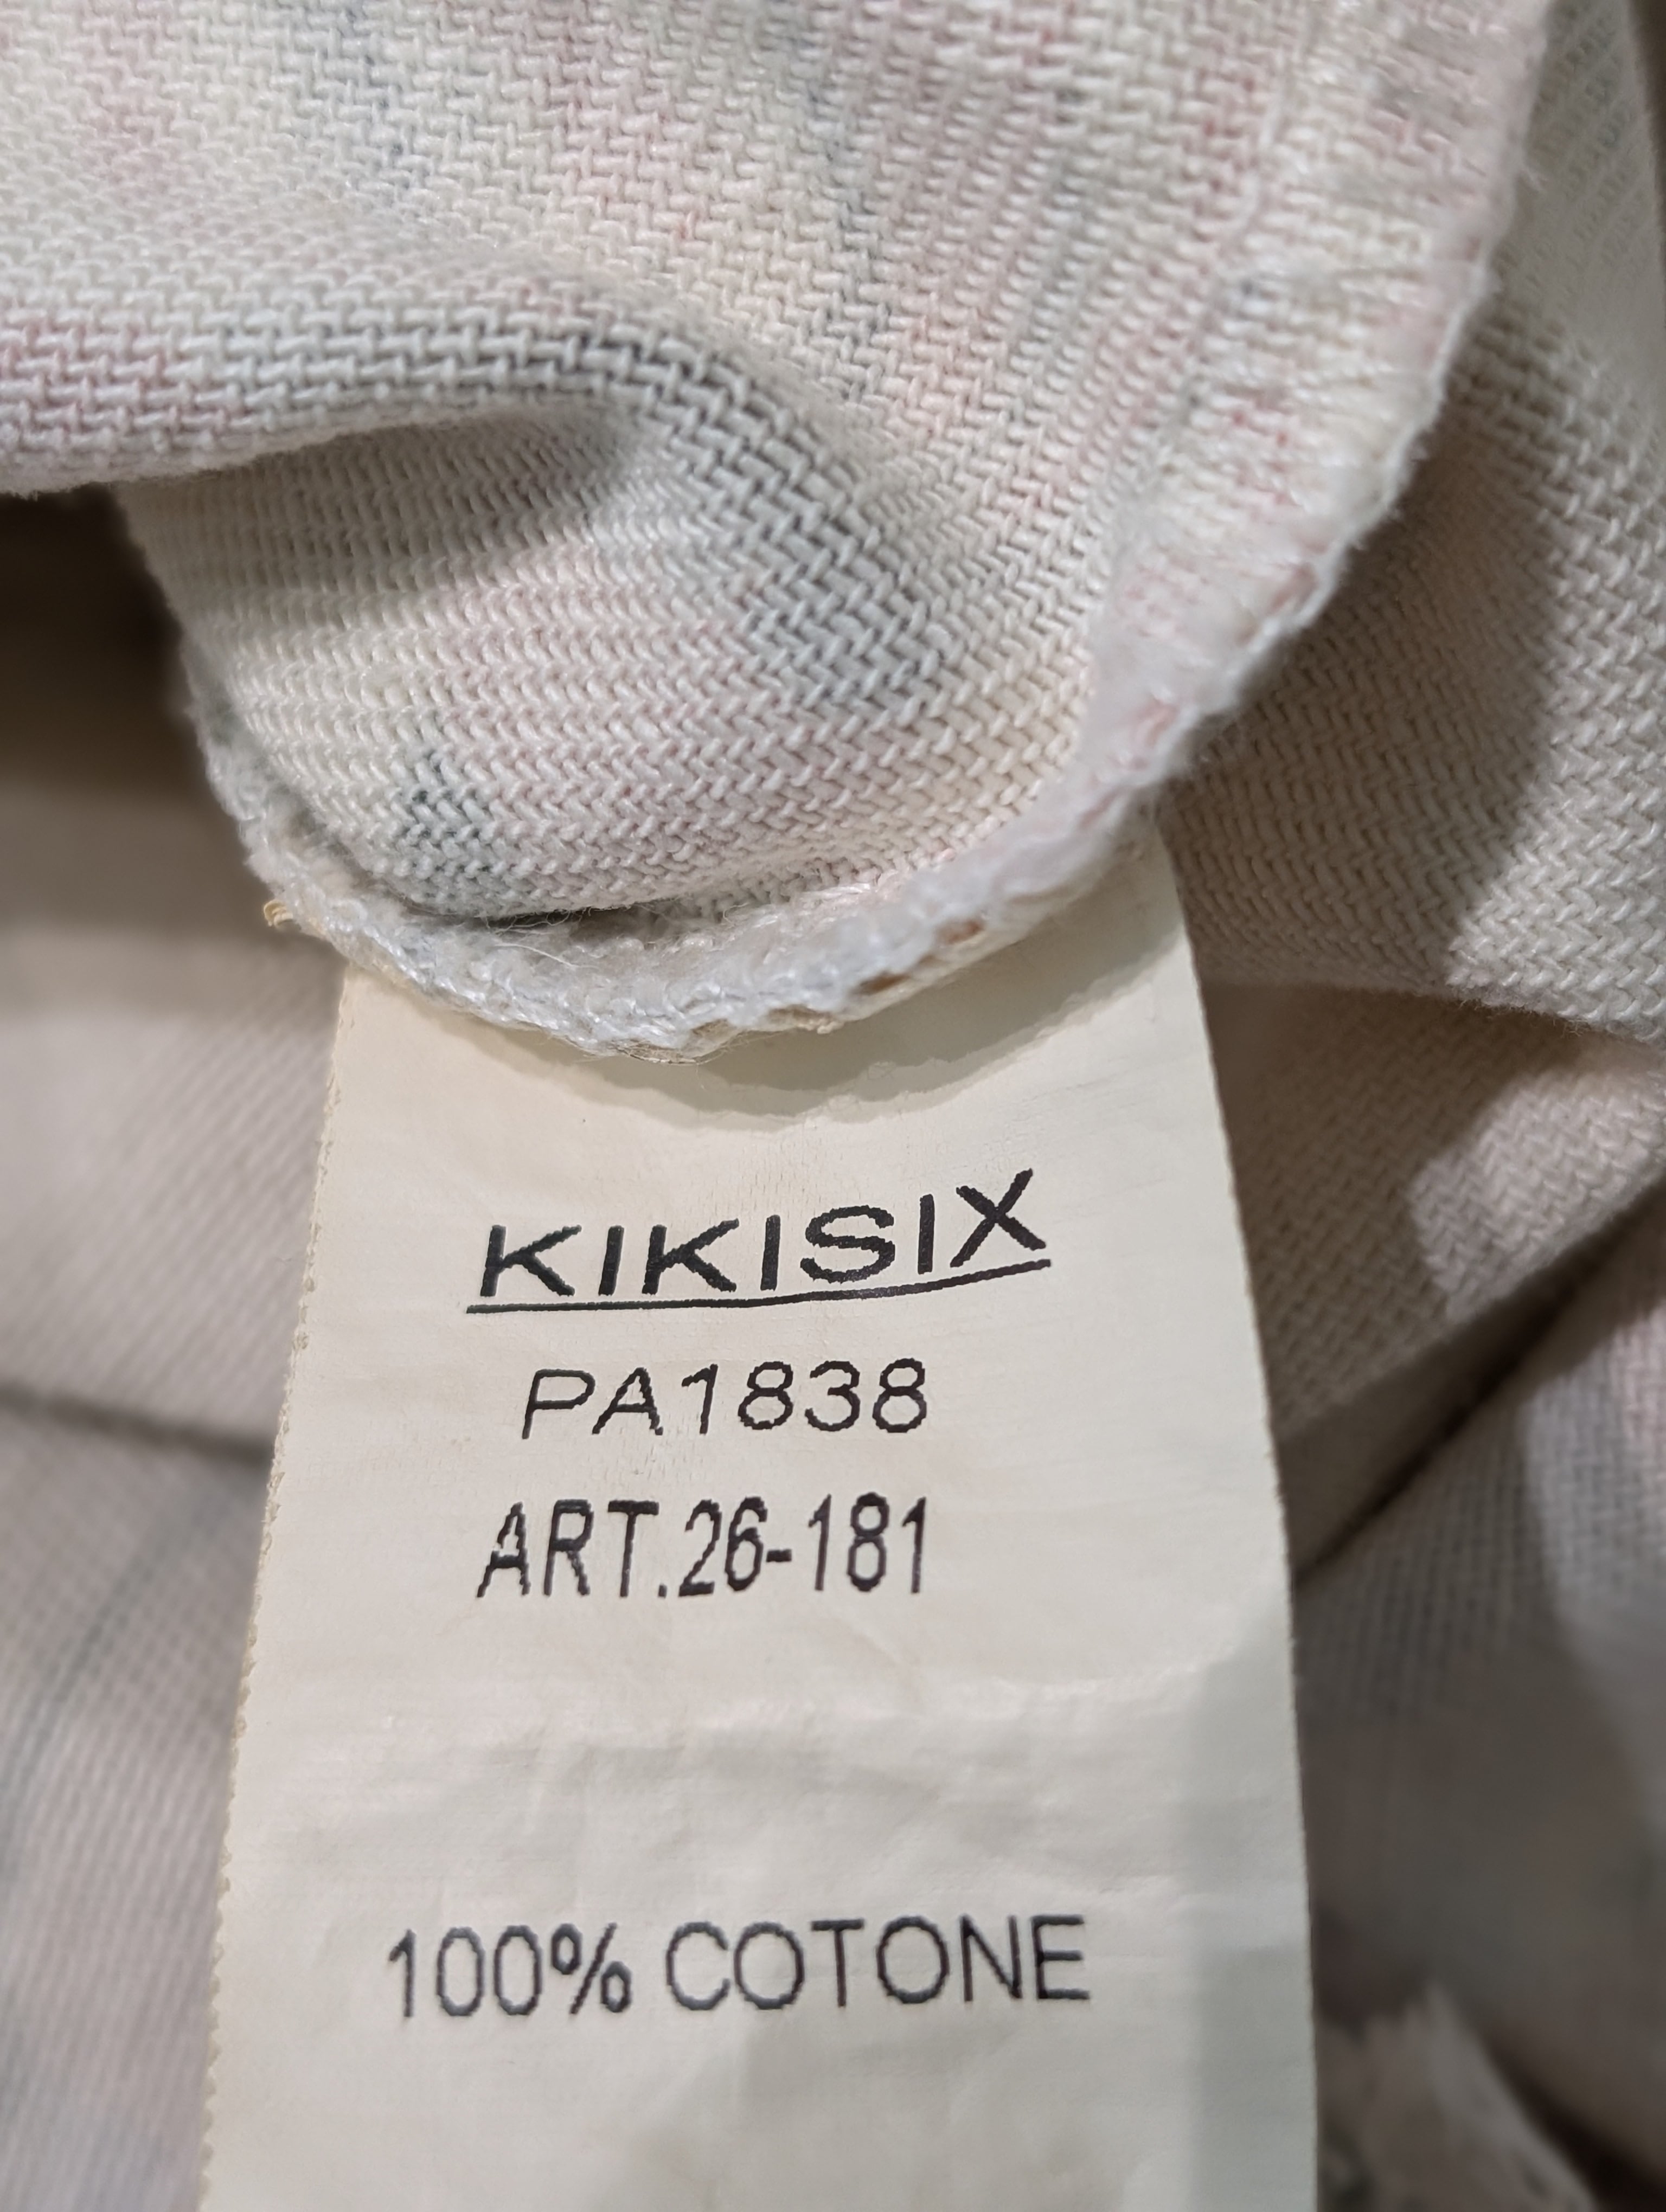 KIKISIX
PA1838
ART.26-181
100% COTONE